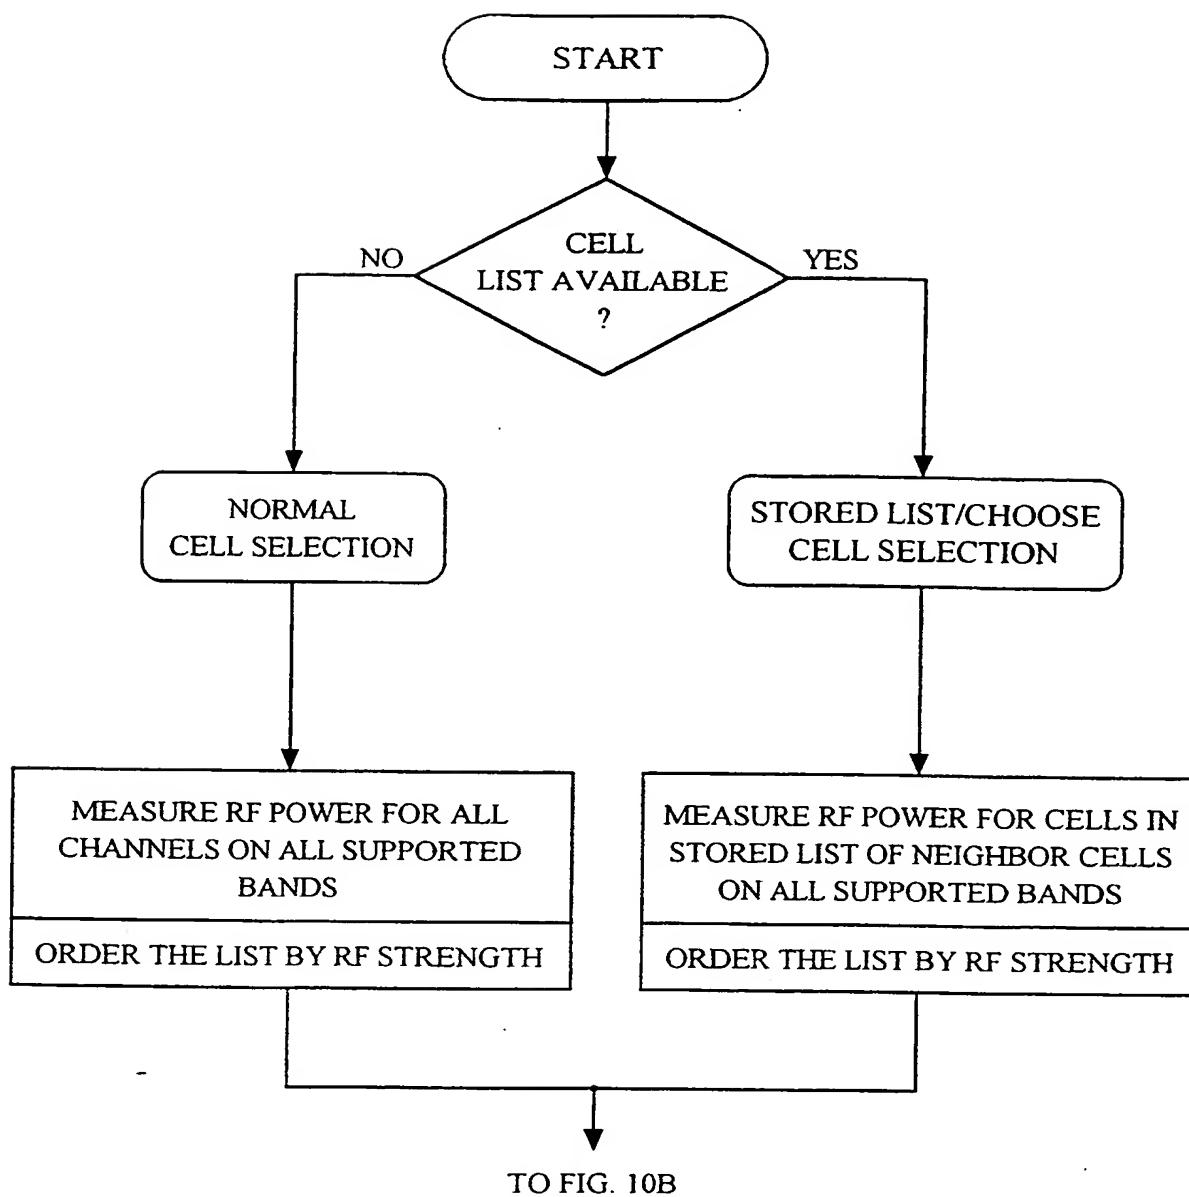 START
CELL
LIST AVAILABLE
?
NO
YES
NORMAL
CELL SELECTION
STORED LIST/CHOOSE
CELL SELECTION
MEASURE RF POWER FOR ALL
CHANNELS ON ALL SUPPORTED
BANDS
ORDER THE LIST BY RF STRENGTH
MEASURE RF POWER FOR CELLS IN
STORED LIST OF NEIGHBOR CELLS
ON ALL SUPPORTED BANDS
ORDER THE LIST BY RF STRENGTH
TO FIG. 10B